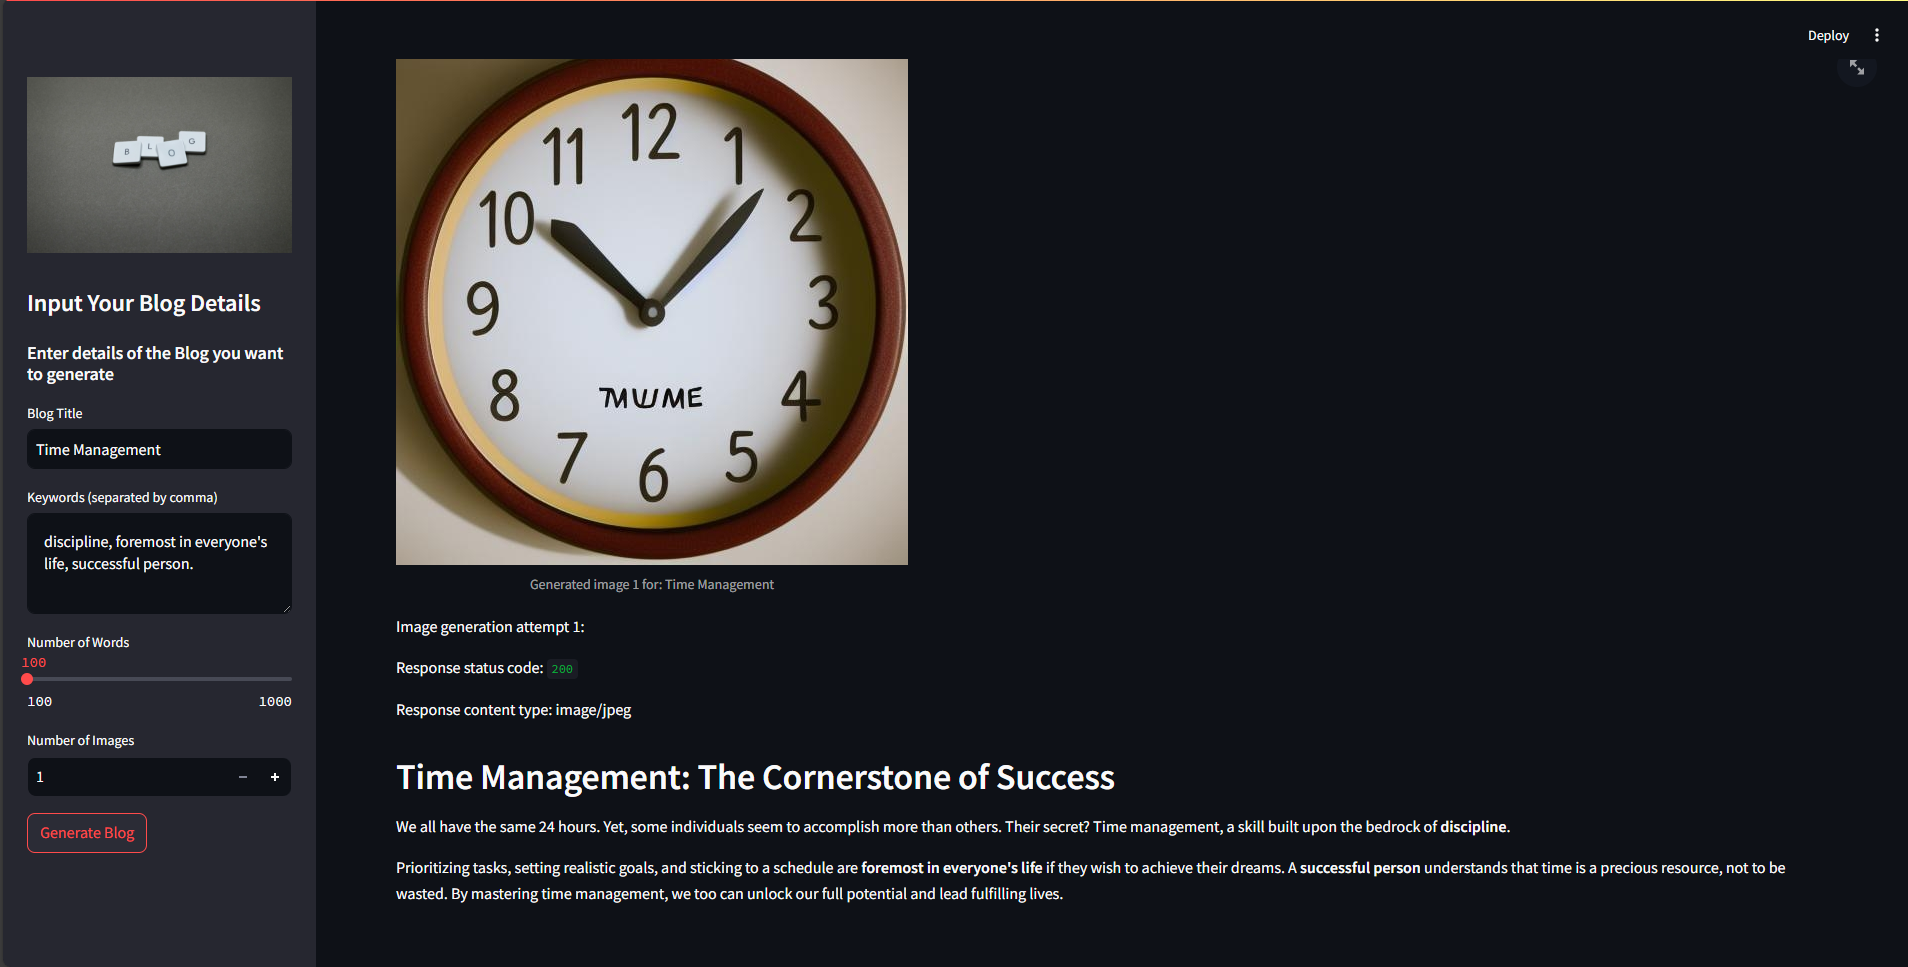 Deploy
B L O G
Input Your Blog Details
Enter details of the Blog you want
to generate
Blog Title
Time Management
Keywords (separated by comma)
discipline, foremost in everyone's
life, successful person.
Number of Words
100
100 1000
Number of Images
1
Generate Blog
11 12 1
10 2
9 3
8 4
7 6 5
MWME
Generated image 1 for: Time Management
Image generation attempt 1:
Response status code: 200
Response content type: image/jpeg
Time Management: The Cornerstone of Success
We all have the same 24 hours. Yet, some individuals seem to accomplish more than others. Their secret? Time management, a skill built upon the bedrock of discipline.
Prioritizing tasks, setting realistic goals, and sticking to a schedule are foremost in everyone's life if they wish to achieve their dreams. A successful person understands that time is a precious resource, not to be
wasted. By mastering time management, we too can unlock our full potential and lead fulfilling lives.